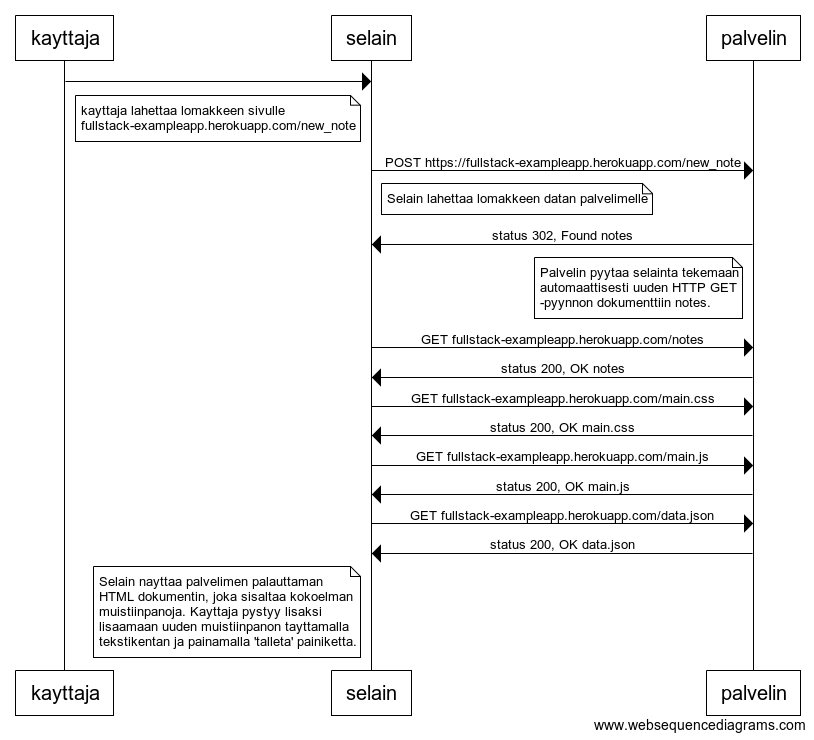 kayttaja
selain
palvelin
kayttaja lahettaa lomakkeen sivulle
fullstack-exampleapp.herokuapp.com/new_note
POST https://fullstack-exampleapp.herokuapp.com/new_note
Selain lahettaa lomakkeen datan palvelimelle
status 302, Found notes
Palvelin pyytaa selainta tekemaan
automaattisesti uuden HTTP GET
-pyynnon dokumenttiin notes.
GET fullstack-exampleapp.herokuapp.com/notes
status 200, OK notes
GET fullstack-exampleapp.herokuapp.com/main.css
status 200, OK main.css
GET fullstack-exampleapp.herokuapp.com/main.js
status 200, OK main.js
GET fullstack-exampleapp.herokuapp.com/data.json
status 200, OK data.json
Selain nayttaa palvelimen palauttaman
HTML dokumentin, joka sisaltaa kokoelman
muistiinpanoja. Kayttaja pystyy lisaksi
lisaamaan uuden muistiinpanon tayttamalla
tekstikentan ja painamalla 'talleta' painiketta.
kayttaja
selain
palvelin
www.websequencediagrams.com